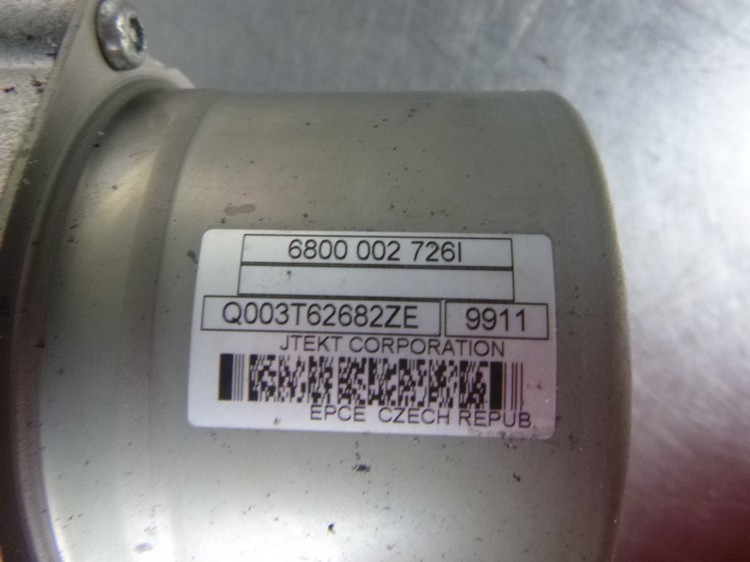 6800 002 726I
Q003T62682ZE 9911
JTEKT CORPORATION
EPCE CZECH REPUB